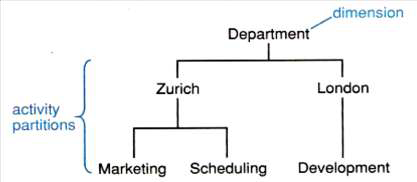 dimension
Department
Zurich London
activity
partitions
Marketing Scheduling Development